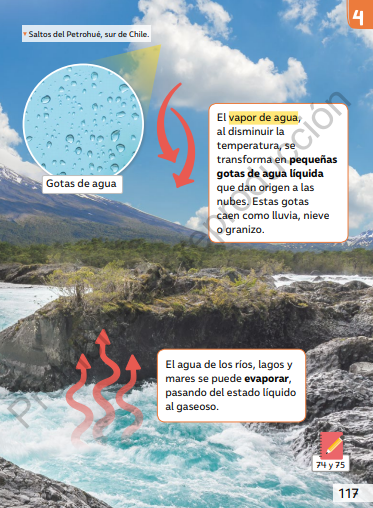 4
Saltos del Petrohué, sur de Chile.
El vapor de agua,
al disminuir la
temperatura, se
transforma en pequeñas
gotas de agua líquida
que dan origen a las
nubes. Estas gotas
caen como lluvia, nieve
o granizo.
Gotas de agua
El agua de los ríos, lagos y
mares se puede evaporar,
pasando del estado líquido
al gaseoso.
74 y 75
117